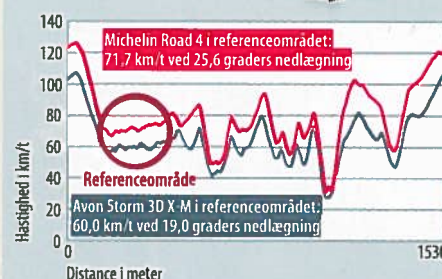 Hastighed i km/t
140
120
100
80
60
40
20
0
Michelin Road 4 i referenceområdet:
71,7 km/t ved 25,6 graders nedlægning
Referenceområde
Avon Storm 3D X-M i referenceområdet:
60,0 km/t ved 19,0 graders nedlægning
0
1530
Distance i meter